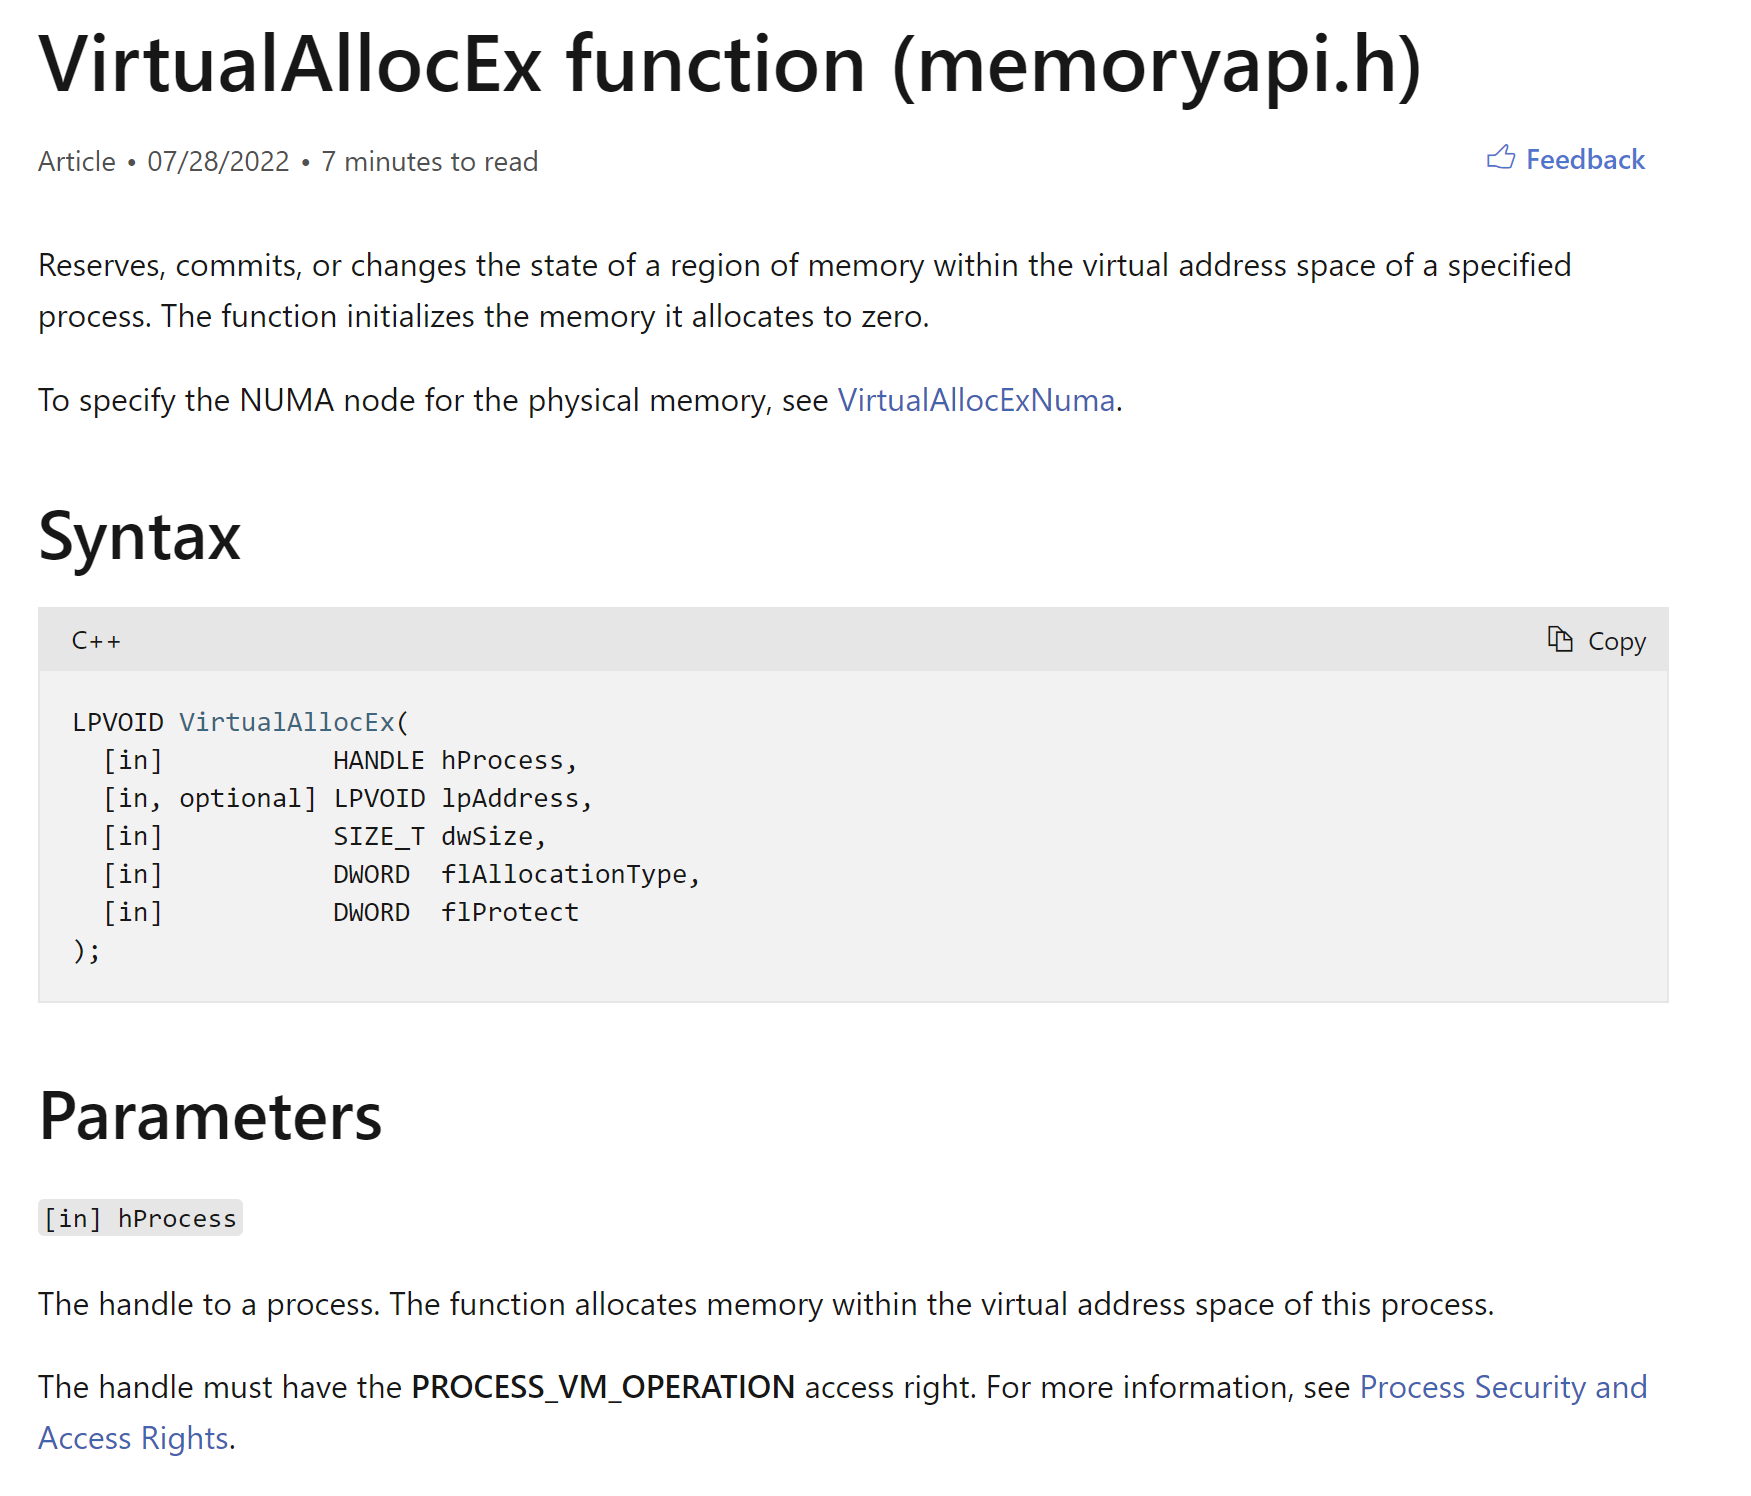 VirtualAllocEx function (memoryapi.h)
Article • 07/28/2022 • 7 minutes to read
Feedback
Reserves, commits, or changes the state of a region of memory within the virtual address space of a specified
process. The function initializes the memory it allocates to zero.
To specify the NUMA node for the physical memory, see VirtualAllocExNuma.
Syntax
C++
Copy
LPVOID VirtualAllocEx(
  [in]           HANDLE hProcess,
  [in, optional] LPVOID lpAddress,
  [in]           SIZE_T dwSize,
  [in]           DWORD  flAllocationType,
  [in]           DWORD  flProtect
);
Parameters
[in] hProcess
The handle to a process. The function allocates memory within the virtual address space of this process.
The handle must have the PROCESS_VM_OPERATION access right. For more information, see Process Security and
Access Rights.